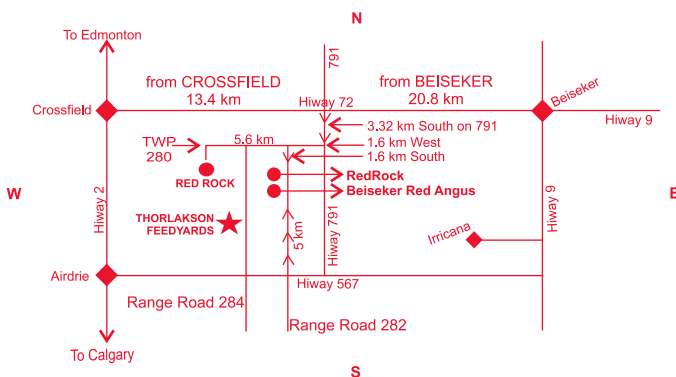 N
To Edmonton
791
from CROSSFIELD
13.4 km
from BEISEKER
20.8 km
Beiseker
Crossfield
Hiway 72
Hiway 9
3.32 km South on 791
TWP
280
5.6 km
1.6 km West
1.6 km South
RED ROCK
RedRock
Beiseker Red Angus
W
E
Hiway 2
THORLAKSON
FEEDYARDS
5 km
Hiway 791
Hiway 9
Irricana
Airdrie
Hiway 567
Range Road 284
Range Road 282
To Calgary
S